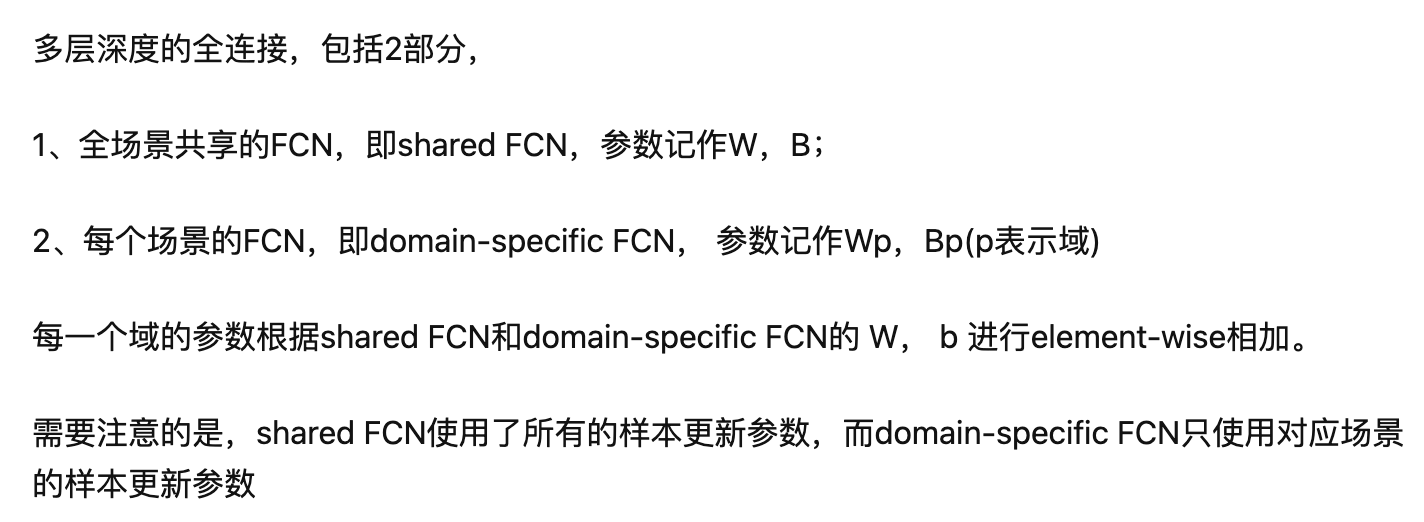 多层深度的全连接，包括2部分，
1、全场景共享的FCN，即shared FCN，参数记作W，B；
2、每个场景的FCN，即domain-specific FCN， 参数记作Wp，Bp(p表示域)
每一个域的参数根据shared FCN和domain-specific FCN的 W， b 进行element-wise相加。
需要注意的是，shared FCN使用了所有的样本更新参数，而domain-specific FCN只使用对应场景
的样本更新参数